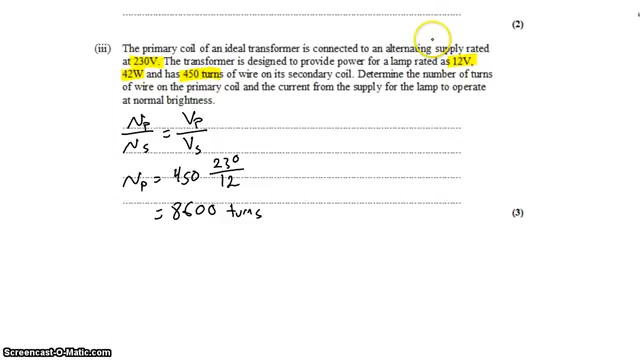 (2)
(iii) The primary coil of an ideal transformer is connected to an alternating supply rated
at 230V. The transformer is designed to provide power for a lamp rated as 12V,
42W and has 450 turns of wire on its secondary coil. Determine the number of turns
of wire on the primary coil and the current from the supply for the lamp to operate
at normal brightness.
Np/Ns = Vp/Vs
Np = 450 230/12
= 8600 turns
(3)
Screencast-O-Matic.com